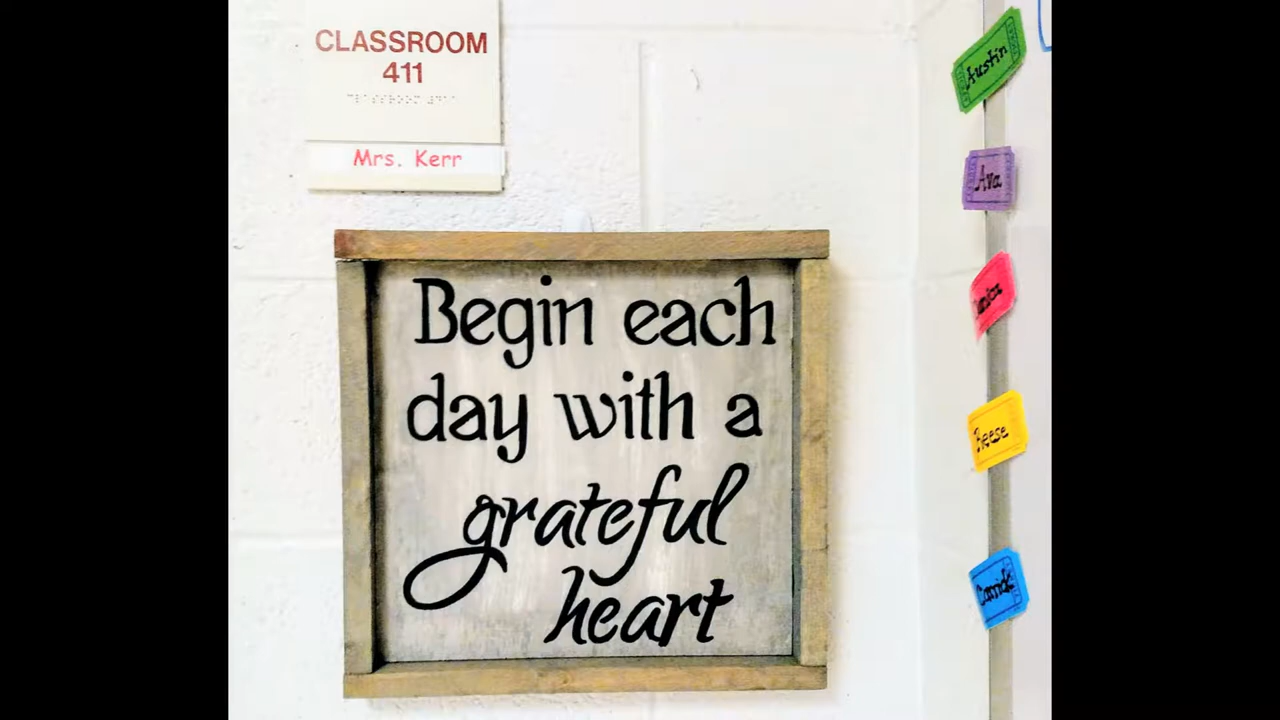 CLASSROOM
411
Mrs. Kerr
Begin each
day with a
grateful
heart
Austin
Ava
Reese